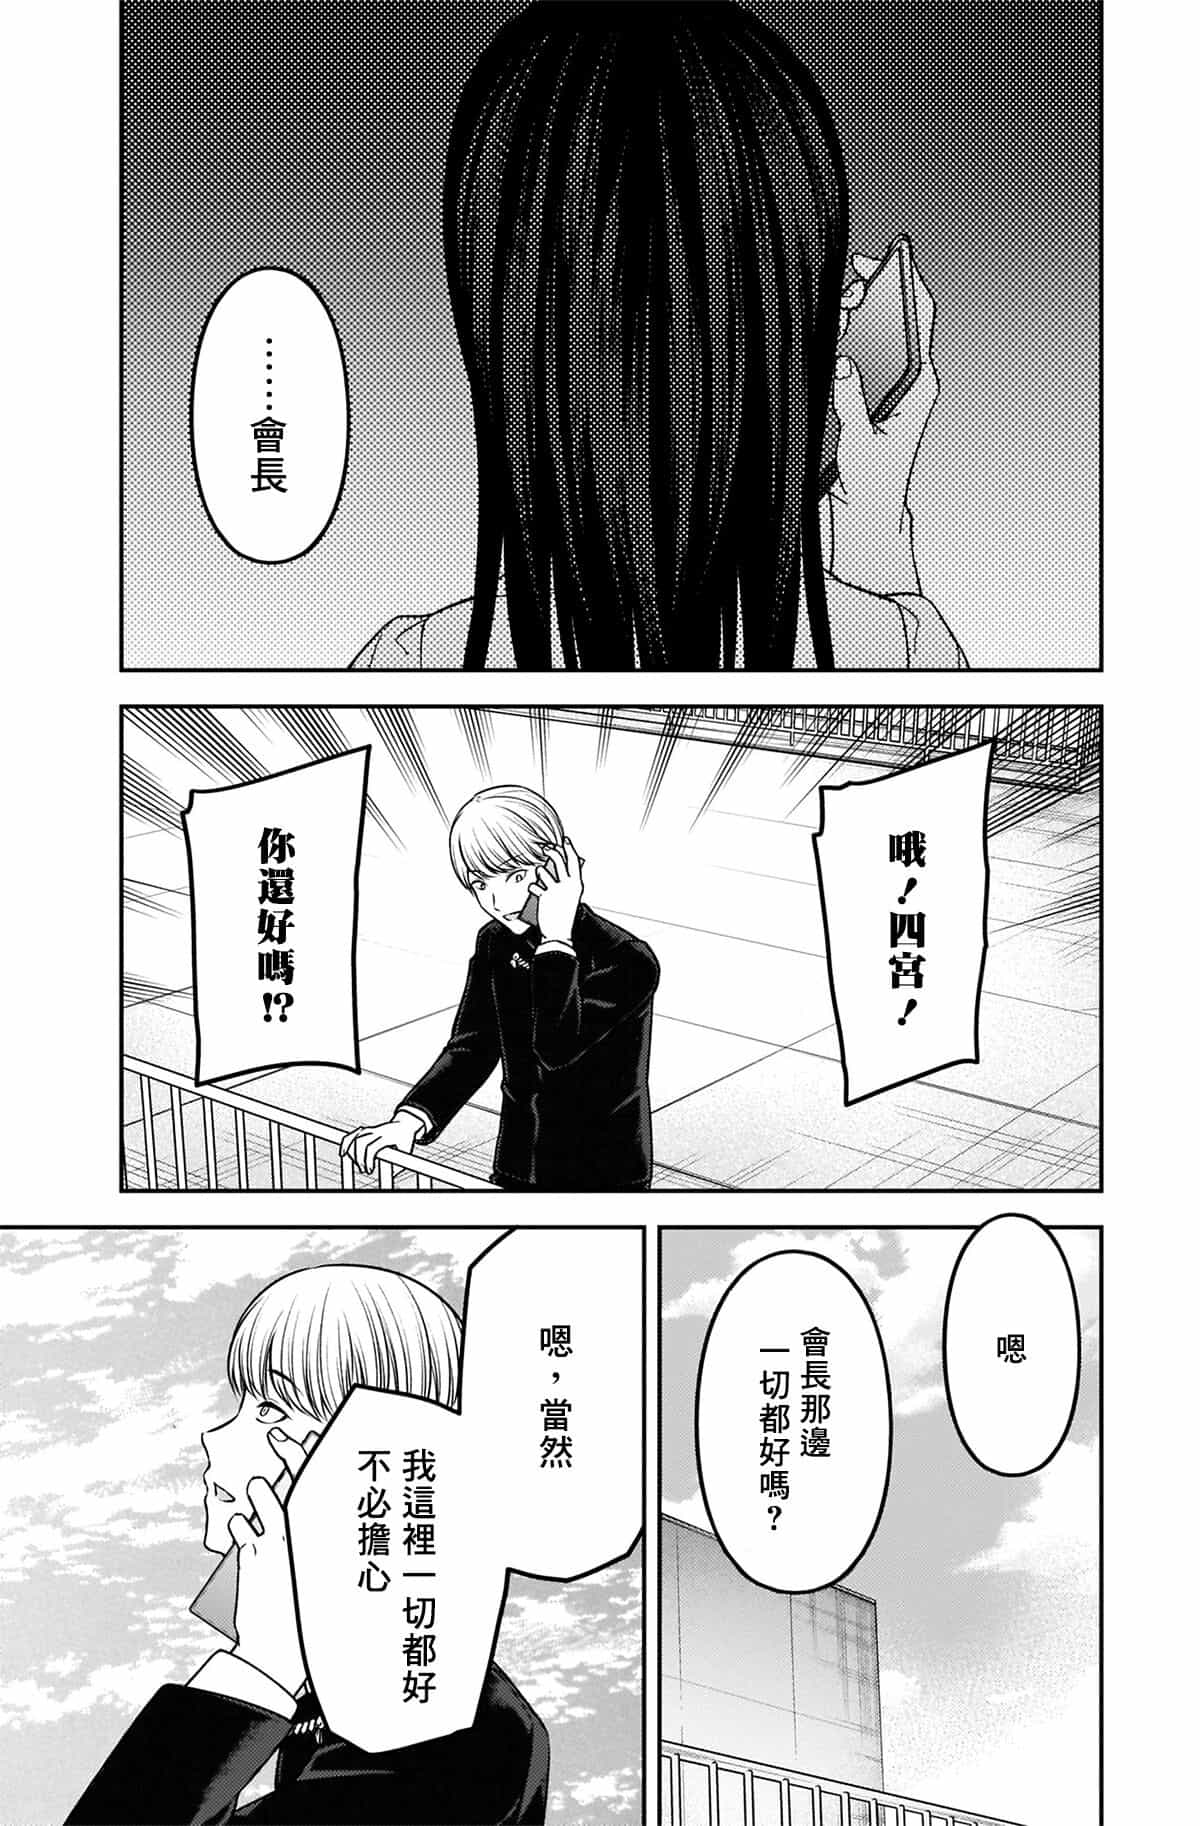 ……會長
哦！四宮！
你還好嗎!?
嗯
會長那邊
一切都好嗎？
嗯，當然
我這裡一切都好
不必擔心